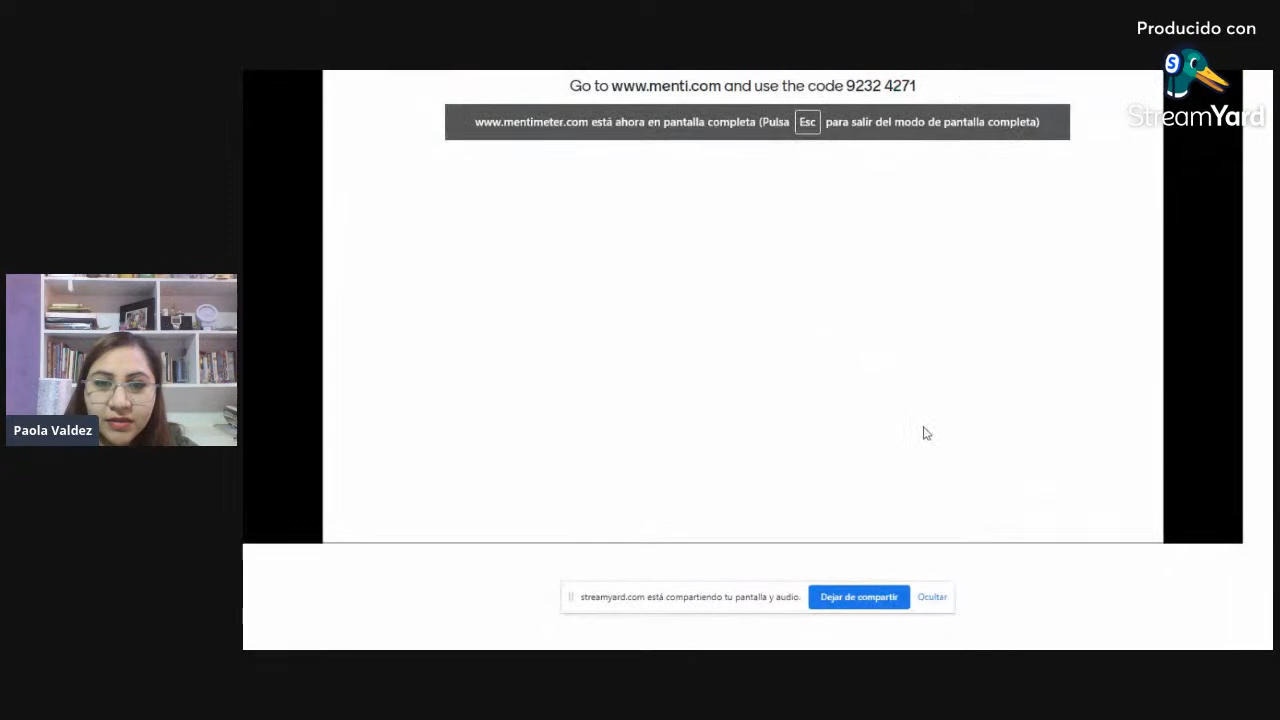 Producido con
StreamYard
Go to www.menti.com and use the code 9232 4271
www.mentimeter.com está ahora en pantalla completa (Pulsa Esc para salir del modo de pantalla completa)
Paola Valdez
streamyard.com está compartiendo tu pantalla y audio.
Dejar de compartir
Ocultar